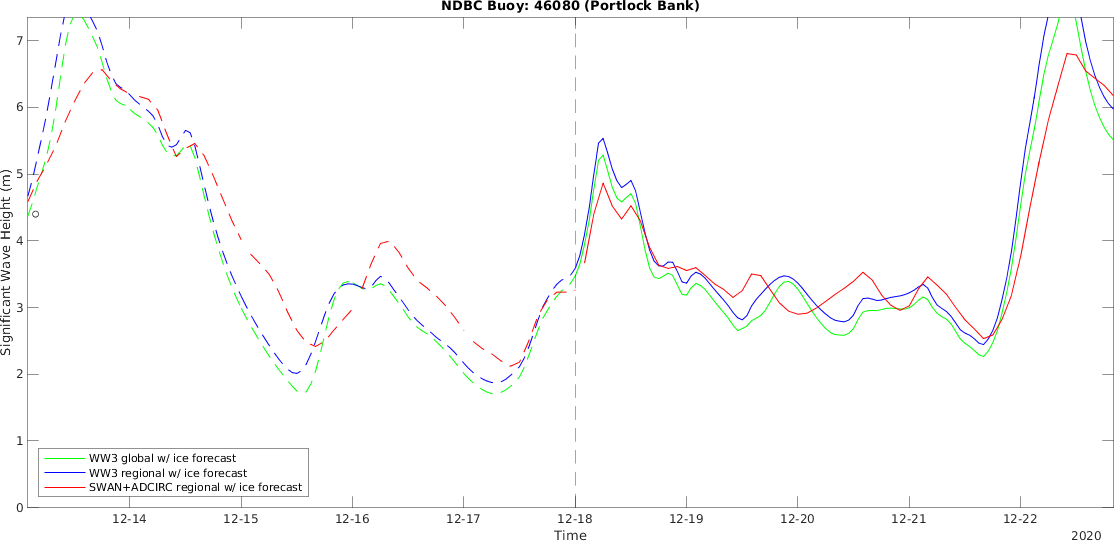 NDBC Buoy: 46080 (Portlock Bank)
Significant Wave Height (m)
7
6
5
4
3
2
1
0
WW3 global w/ ice forecast
WW3 regional w/ ice forecast
SWAN+ADCIRC regional w/ ice forecast
12-14 12-15 12-16 12-17 12-18 12-19 12-20 12-21 12-22
Time
2020